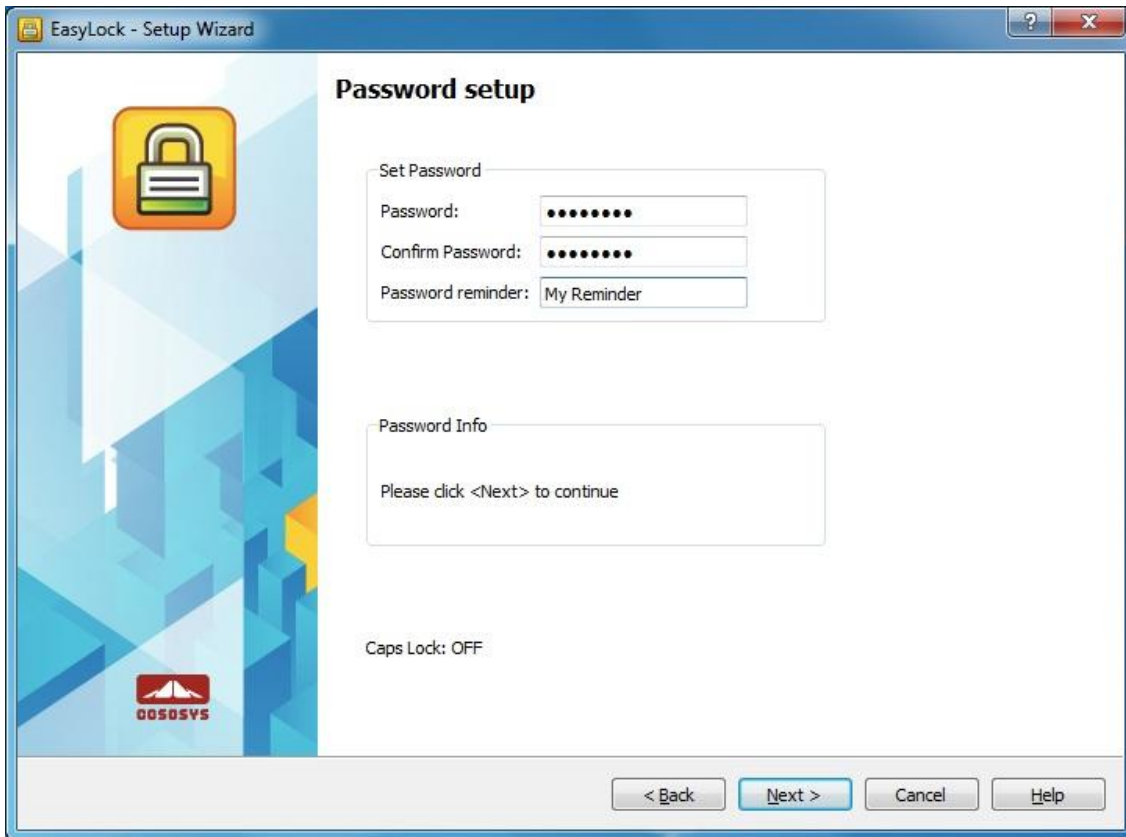 EasyLock - Setup Wizard
?
X
Password setup
Set Password
Password: ●●●●●●●●
Confirm Password: ●●●●●●●●
Password reminder: My Reminder
Password Info
Please click <Next> to continue
Caps Lock: OFF
COSOSYS
< Back Next > Cancel Help